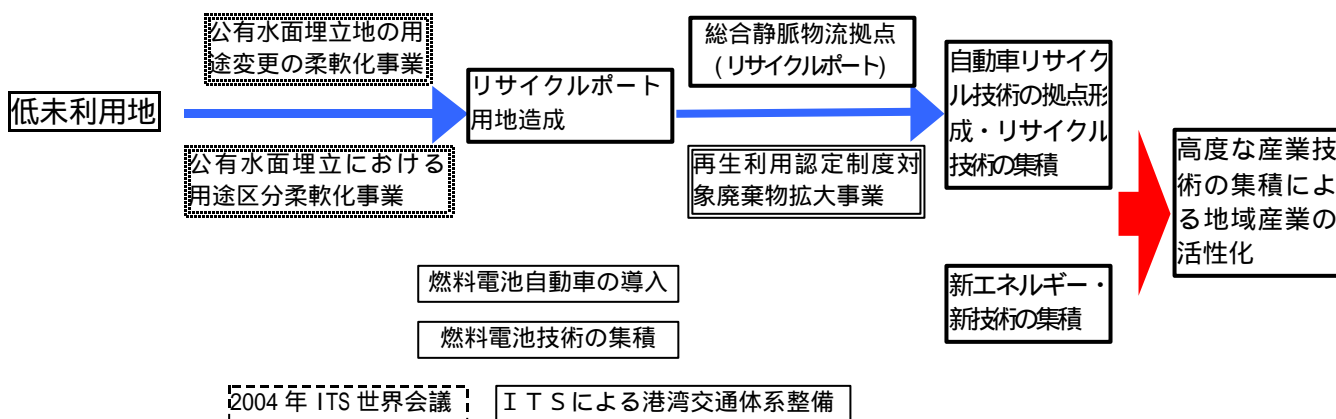 公有水面埋立地の用
途変更の柔軟化事業
総合静脈物流拠点
(リサイクルポート)
低未利用地
リサイクルポート
用地造成
自動車リサイク
ル技術の拠点形
成・リサイクル
技術の集積
公有水面埋立における
用途区分柔軟化事業
再生利用認定制度対
象廃棄物拡大事業
高度な産業技
術の集積によ
る地域産業の
活性化
燃料電池自動車の導入
新エネルギー・
新技術の集積
燃料電池技術の集積
2004年ITS世界会議
ITSによる港湾交通体系整備